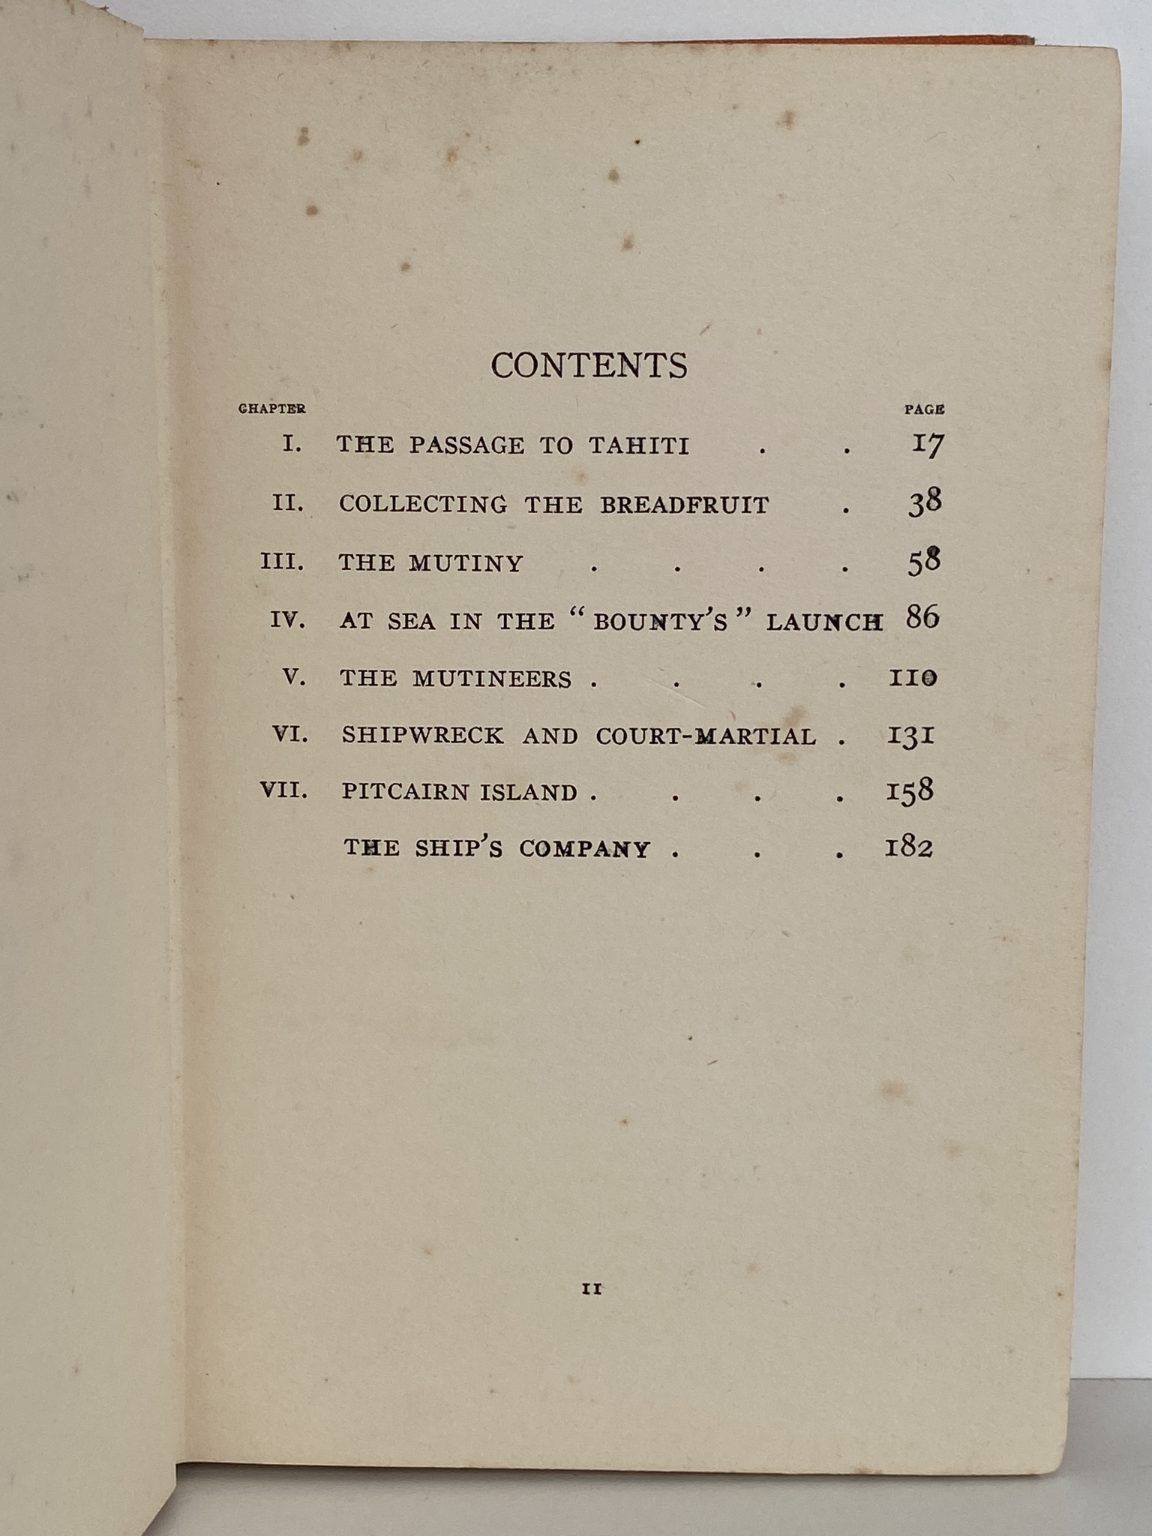 CONTENTS
CHAPTER PAGE
I. THE PASSAGE TO TAHITI . . 17
II. COLLECTING THE BREADFRUIT . 38
III. THE MUTINY . . . . 58
IV. AT SEA IN THE “BOUNTY’S” LAUNCH 86
V. THE MUTINEERS . . . . 110
VI. SHIPWRECK AND COURT-MARTIAL . 131
VII. PITCAIRN ISLAND . . . . 158
THE SHIP’S COMPANY . . . 182
11